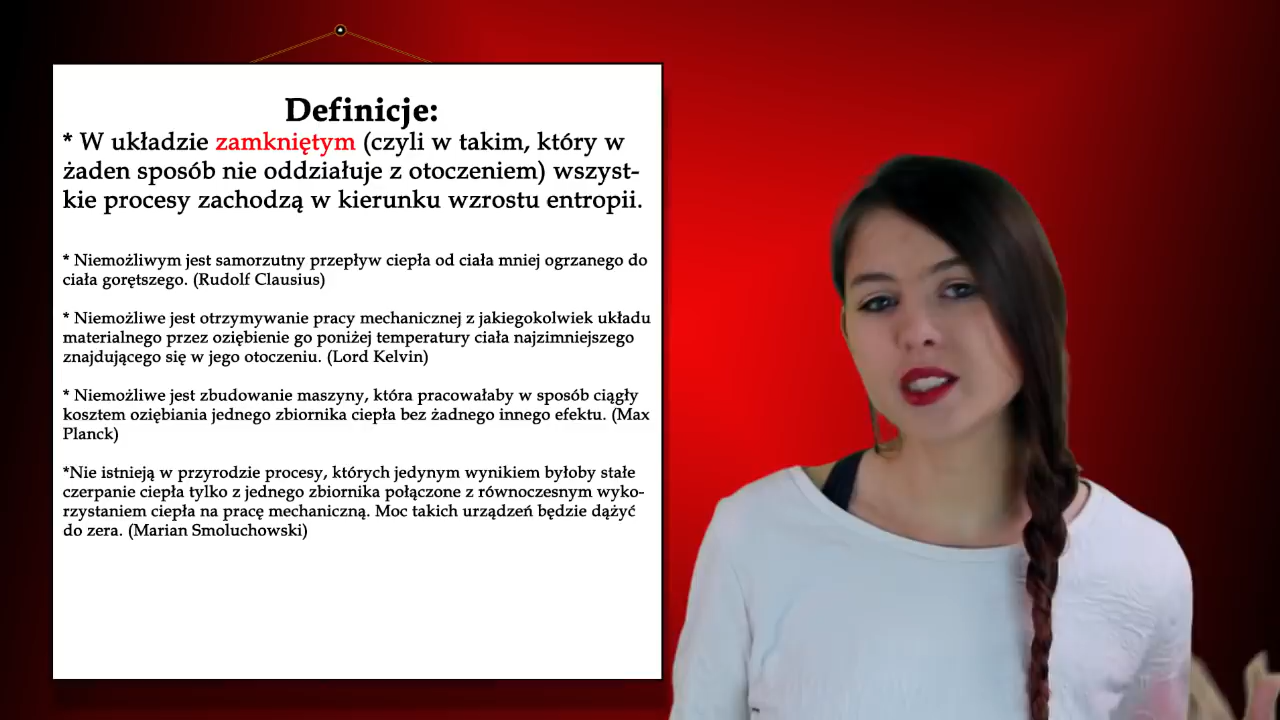 Definicje:
* W układzie zamkniętym (czyli w takim, który w
żaden sposób nie oddziałuje z otoczeniem) wszyst-
kie procesy zachodzą w kierunku wzrostu entropii.
* Niemożliwym jest samorzutny przepływ ciepła od ciała mniej ogrzanego do
ciała gorętszego. (Rudolf Clausius)
* Niemożliwe jest otrzymywanie pracy mechanicznej z jakiegokolwiek układu
materialnego przez oziębienie go poniżej temperatury ciała najzimniejszego
znajdującego się w jego otoczeniu. (Lord Kelvin)
* Niemożliwe jest zbudowanie maszyny, która pracowałaby w sposób ciągły
kosztem oziębiania jednego zbiornika ciepła bez żadnego innego efektu. (Max
Planck)
*Nie istnieją w przyrodzie procesy, których jedynym wynikiem byłoby stałe
czerpanie ciepła tylko z jednego zbiornika połączone z równoczesnym wyko-
rzystaniem ciepła na pracę mechaniczną. Moc takich urządzeń będzie dążyć
do zera. (Marian Smoluchowski)